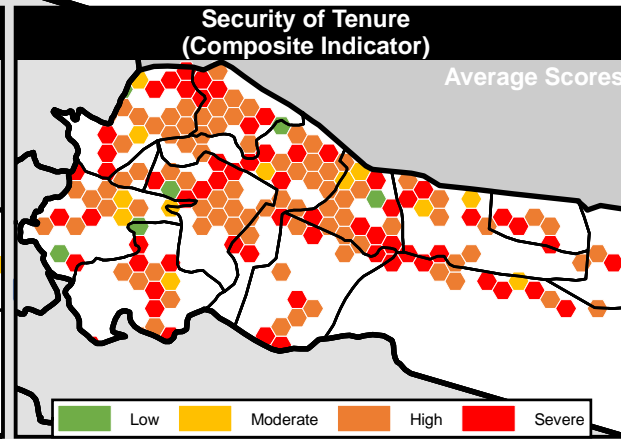 Security of Tenure
(Composite Indicator)
Average Scores
Low
Moderate
High
Severe